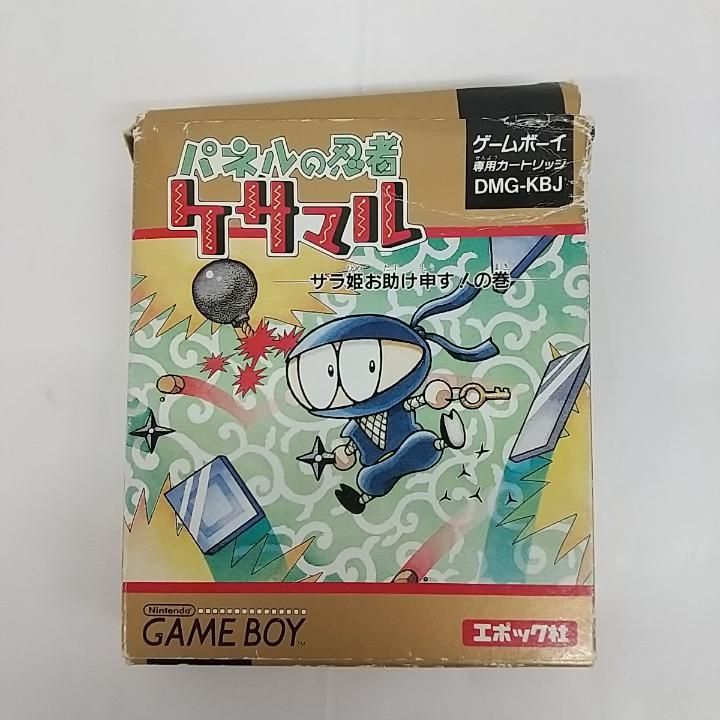 パネルの忍者
ケサマル
サラ姫お助け申す!の巻
ゲームボーイ
専用カートリッジ
DMG-KBJ
Nintendo
GAME BOY
TM
エポック社